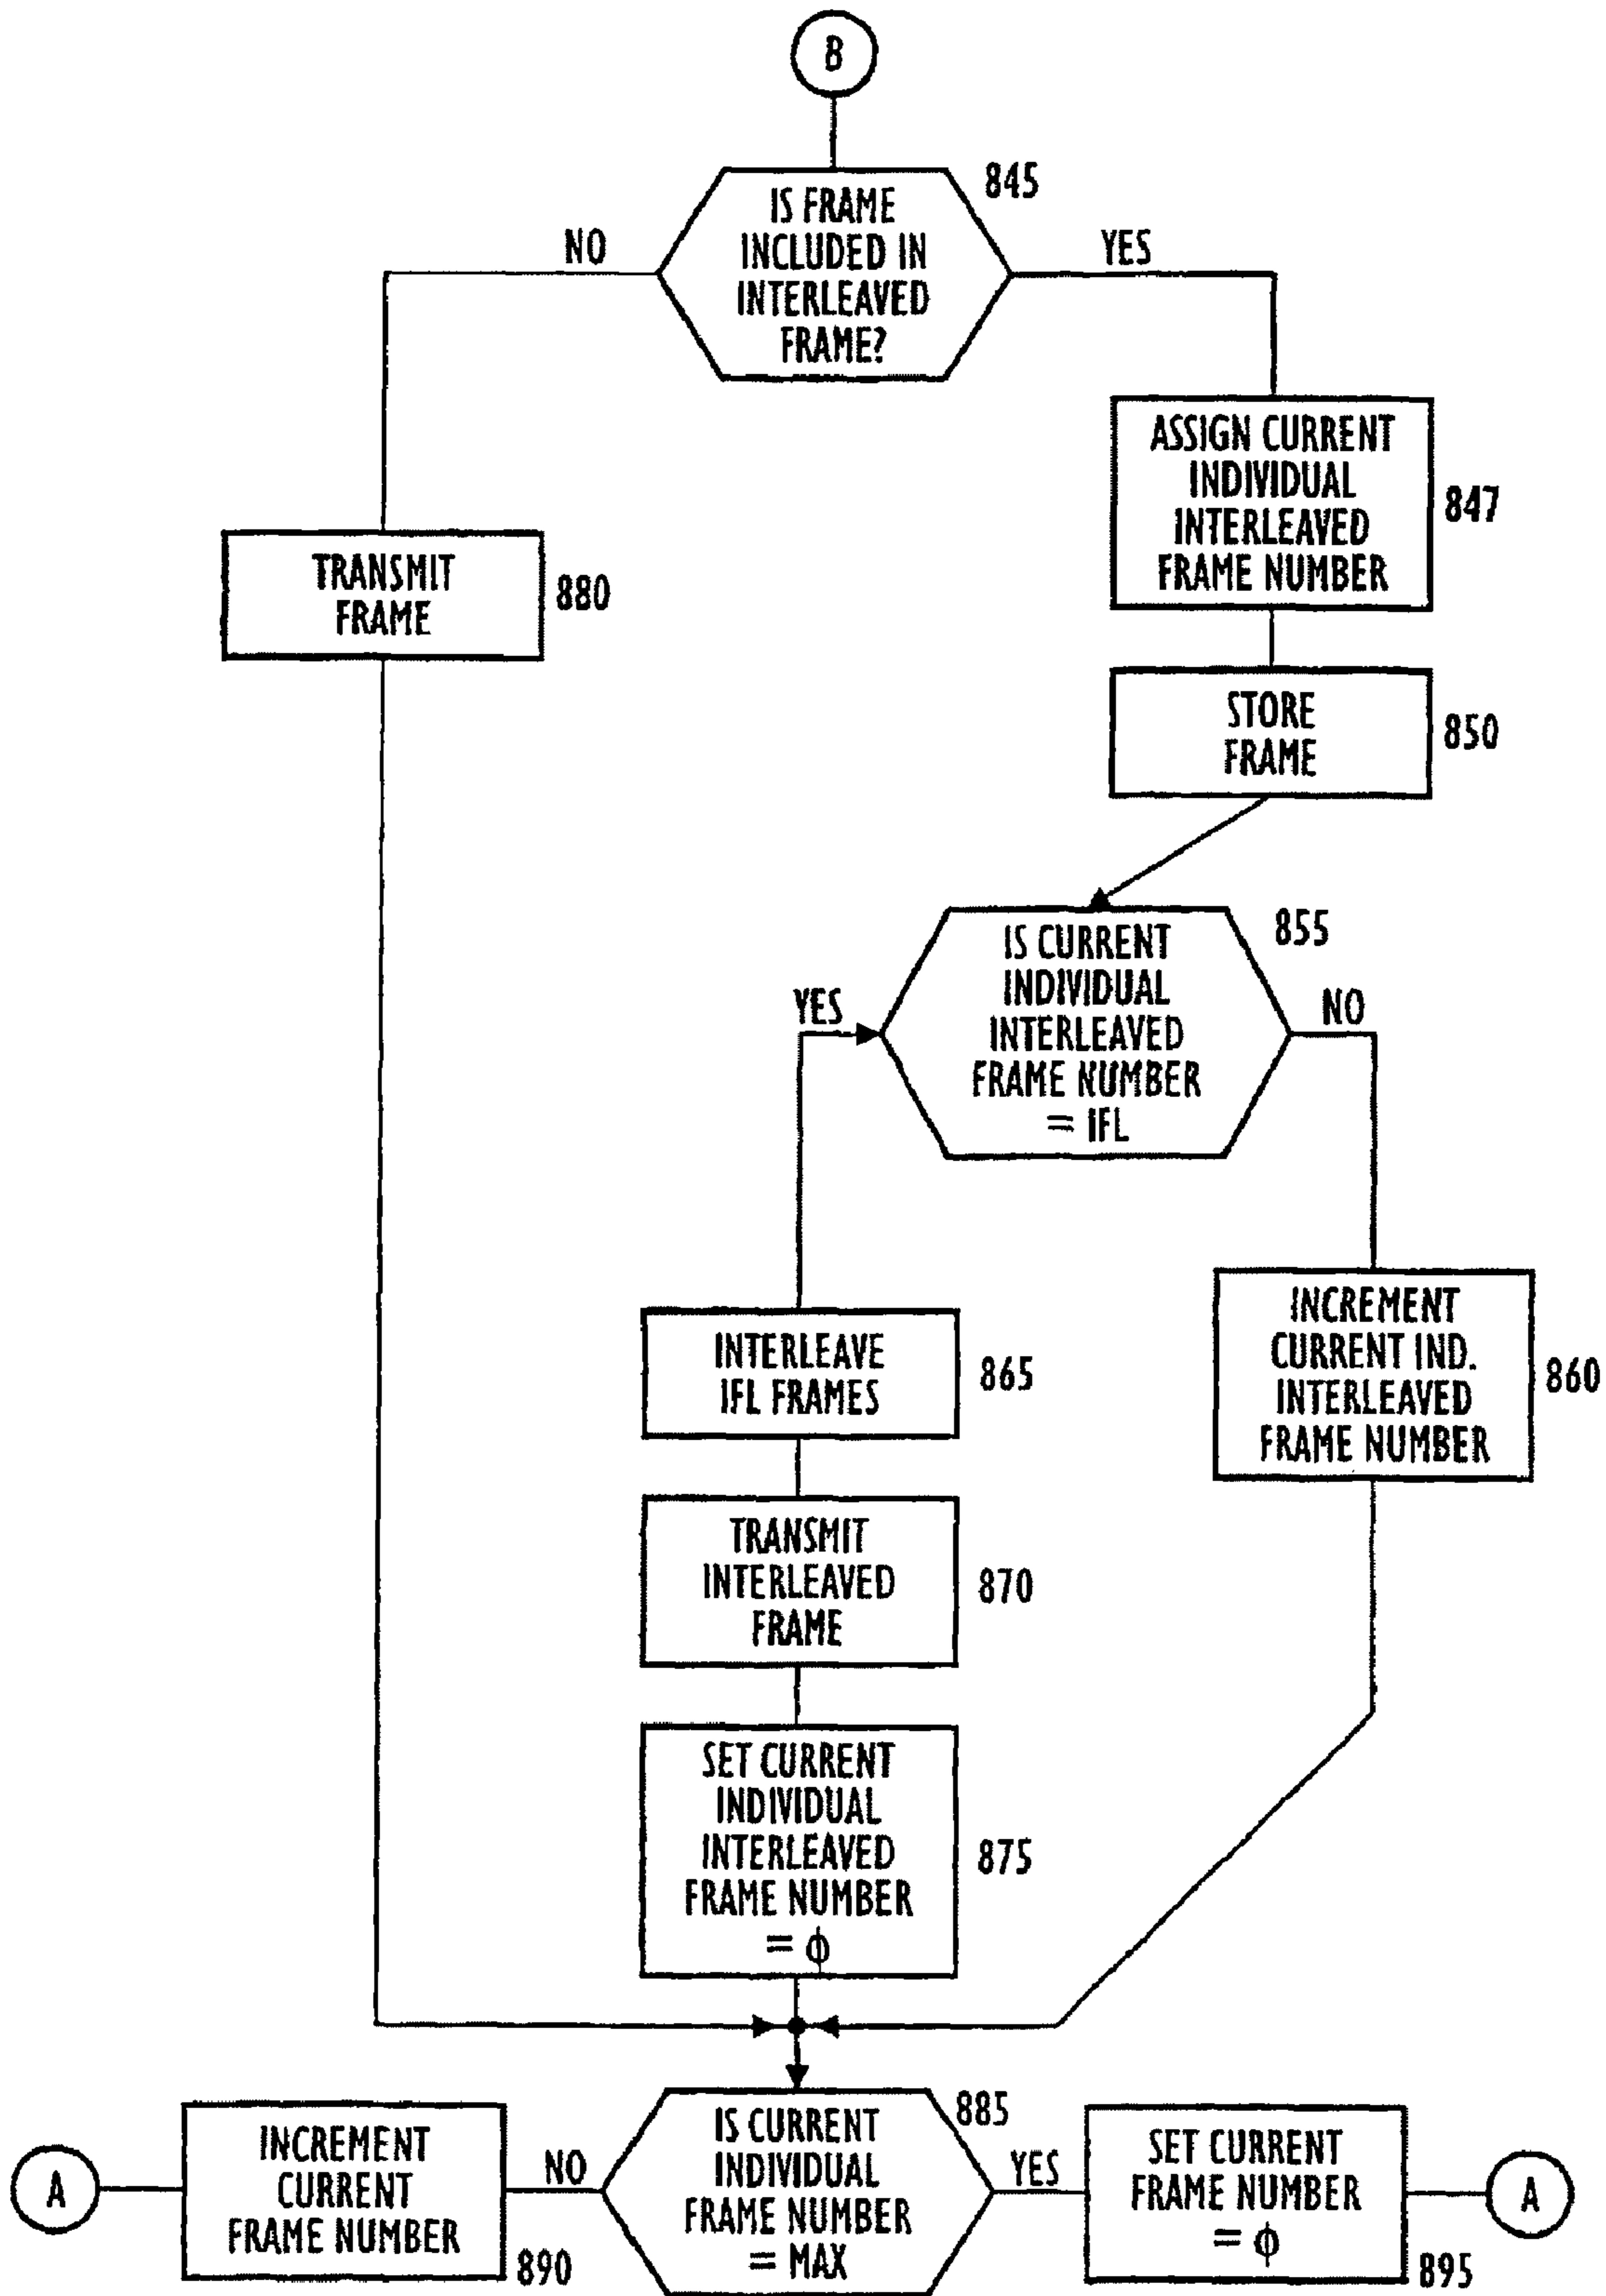 B
845
IS FRAME
INCLUDED IN
INTERLEAVED
FRAME?
NO
YES
ASSIGN CURRENT
INDIVIDUAL
INTERLEAVED
FRAME NUMBER
847
TRANSMIT
FRAME
880
STORE
FRAME
850
855
IS CURRENT
INDIVIDUAL
INTERLEAVED
FRAME NUMBER
= IFL
YES
NO
INTERLEAVE
IFL FRAMES
865
INCREMENT
CURRENT IND.
INTERLEAVED
FRAME NUMBER
860
TRANSMIT
INTERLEAVED
FRAME
870
SET CURRENT
INDIVIDUAL
INTERLEAVED
FRAME NUMBER
= ϕ
875
A
INCREMENT
CURRENT
FRAME NUMBER
890
NO
IS CURRENT
INDIVIDUAL
FRAME NUMBER
= MAX
885
YES
SET CURRENT
FRAME NUMBER
= ϕ
895
A